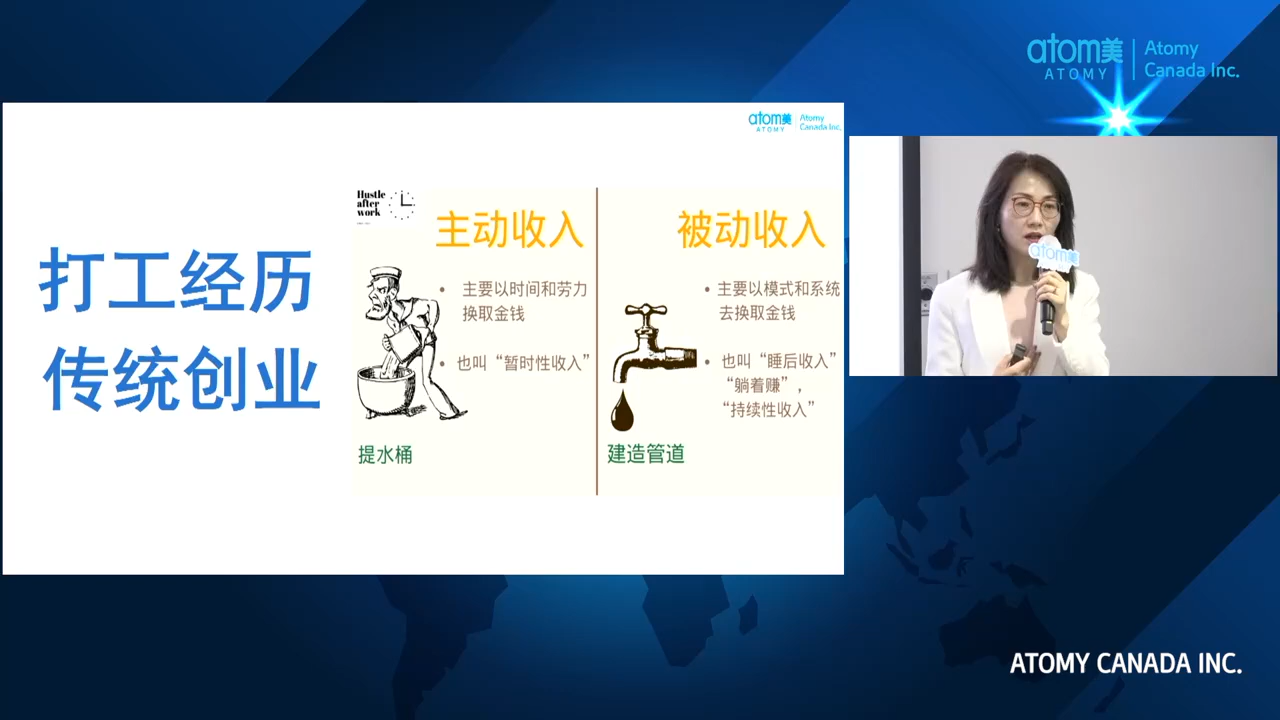 atom美
ATOMY
Atomy
Canada Inc.
atom美
ATOMY
Atomy
Canada Inc.
打工经历
传统创业
Hustle
after
work
主动收入
• 主要以时间和劳力
换取金钱
• 也叫“暂时性收入”
提水桶
被动收入
• 主要以模式和系统
去换取金钱
• 也叫“睡后收入”
“躺着赚”，
“持续性收入”
建造管道
atom美
ATOMY CANADA INC.